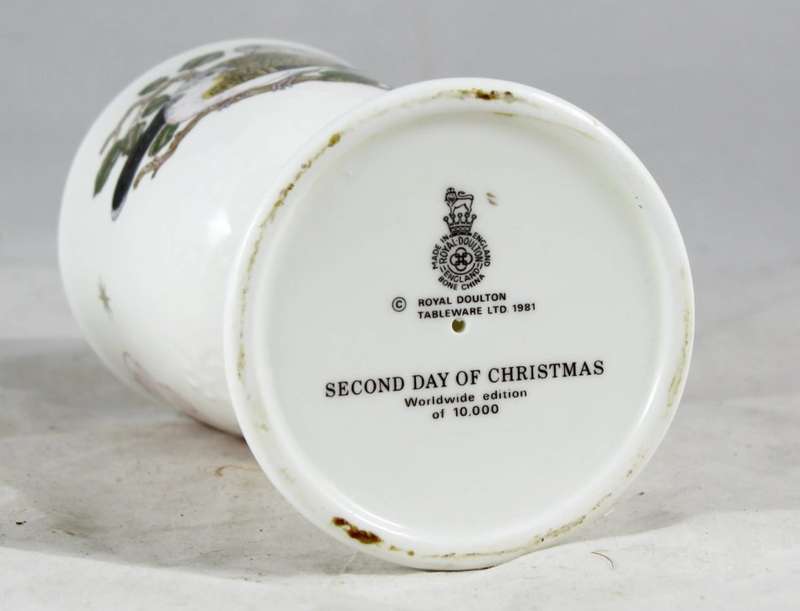 MADE IN ENGLAND
ROYAL·DOULTON
ENGLAND
BONE CHINA
© ROYAL DOULTON
TABLEWARE LTD 1981
SECOND DAY OF CHRISTMAS
Worldwide edition
of 10,000